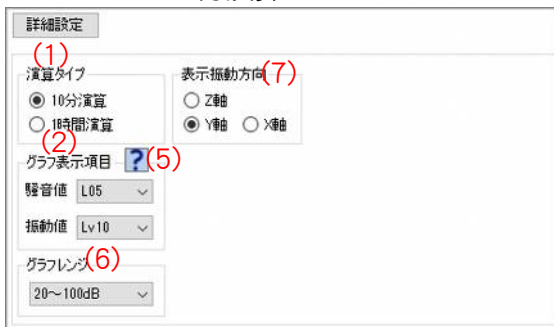 詳細設定
(1)
演算タイプ
10分演算
1時間演算
(2)
グラフ表示項目 ? (5)
騒音値 L05
振動値 Lv10
(6)
グラフレンジ
20～100dB
表示振動方向 (7)
Z軸
Y軸 X軸